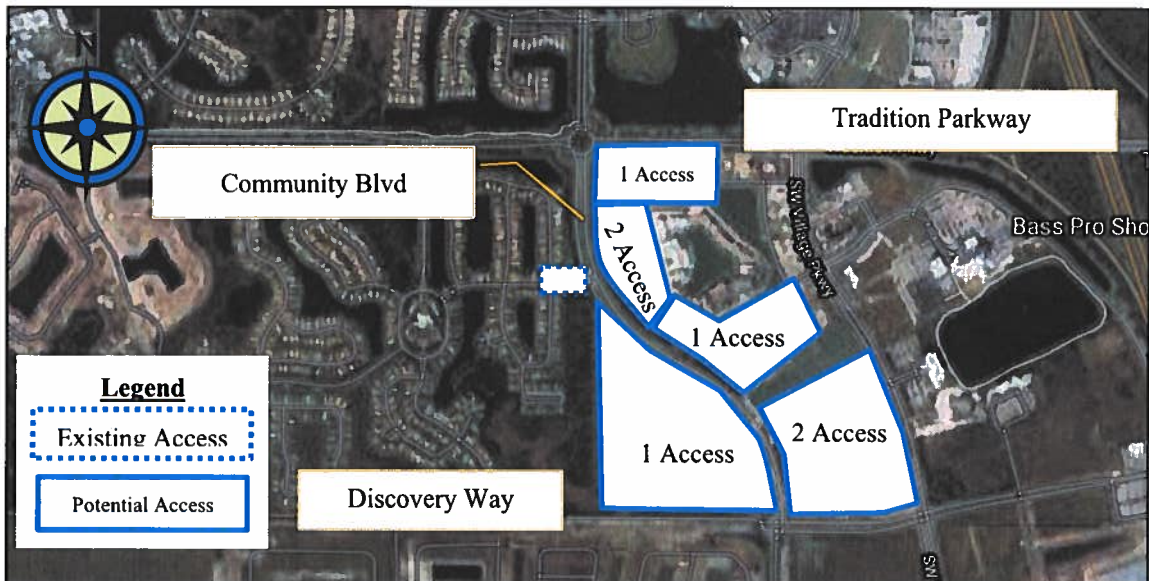 N
Tradition Parkway
Community Blvd
1 Access
2 Access
SW Village Pkwy
Bass Pro Sho
1 Access
Legend
Existing Access
Potential Access
1 Access
2 Access
Discovery Way
SW